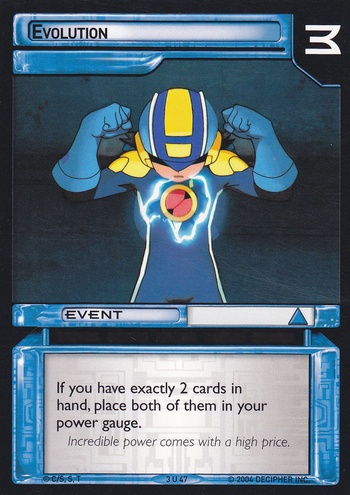 Evolution
3
EVENT
If you have exactly 2 cards in
hand, place both of them in your
power gauge.
Incredible power comes with a high price.
© C/S, S, T
3 U 47
© 2004 DECIPHER INC.